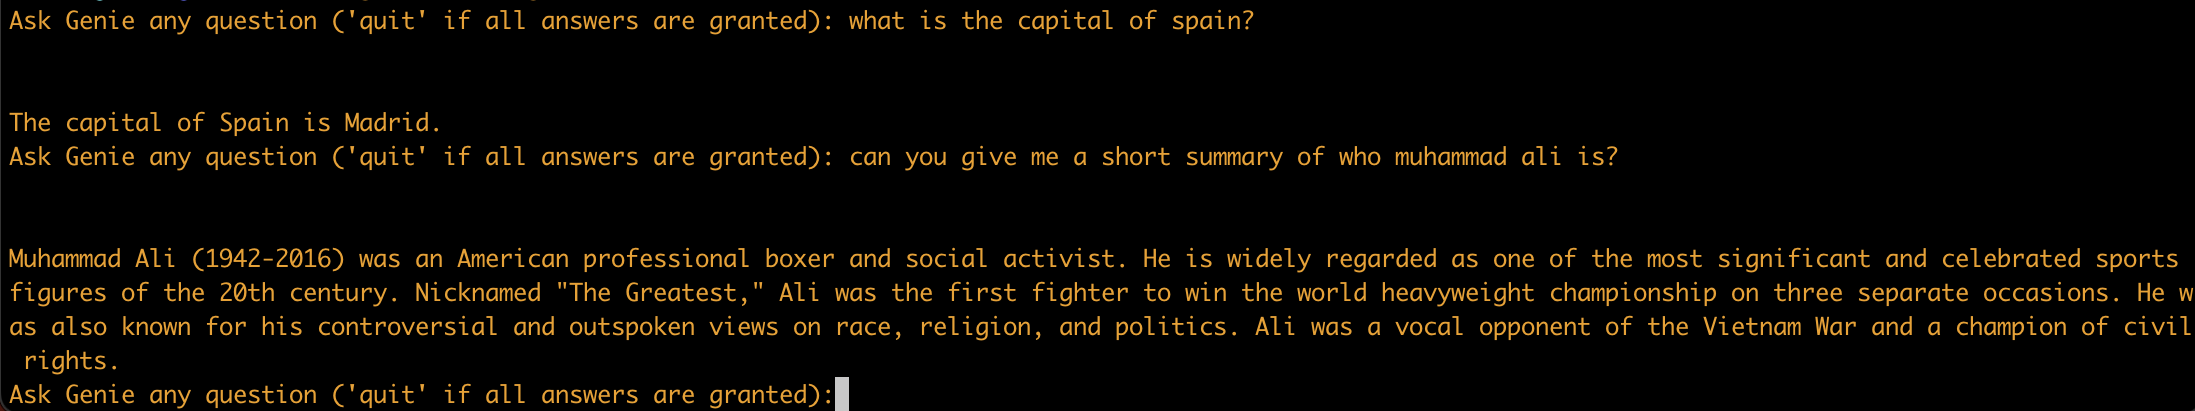 Ask Genie any question ('quit' if all answers are granted): what is the capital of spain?
The capital of Spain is Madrid.
Ask Genie any question ('quit' if all answers are granted): can you give me a short summary of who muhammad ali is?
Muhammad Ali (1942-2016) was an American professional boxer and social activist. He is widely regarded as one of the most significant and celebrated sports
figures of the 20th century. Nicknamed "The Greatest," Ali was the first fighter to win the world heavyweight championship on three separate occasions. He w
as also known for his controversial and outspoken views on race, religion, and politics. Ali was a vocal opponent of the Vietnam War and a champion of civil
 rights.
Ask Genie any question ('quit' if all answers are granted):